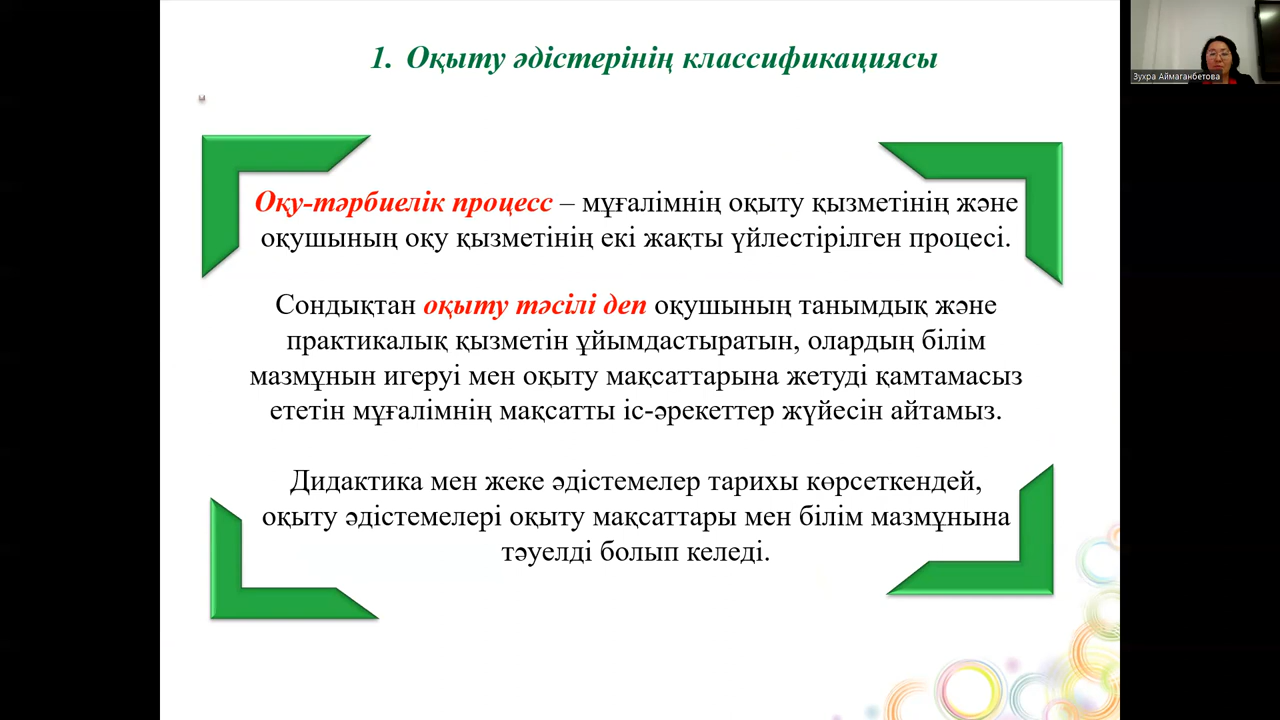 1. Оқыту әдістерінің классификациясы
Зухра Аймаганбетова
Оқу-тәрбиелік процесс – мұғалімнің оқыту қызметінің және
оқушының оқу қызметінің екі жақты үйлестірілген процесі.
Сондықтан оқыту тәсілі деп оқушының танымдық және
практикалық қызметін ұйымдастыратын, олардың білім
мазмұнын игеруі мен оқыту мақсаттарына жетуді қамтамасыз
ететін мұғалімнің мақсатты іс-әрекеттер жүйесін айтамыз.
Дидактика мен жеке әдістемелер тарихы көрсеткендей,
оқыту әдістемелері оқыту мақсаттары мен білім мазмұнына
тәуелді болып келеді.